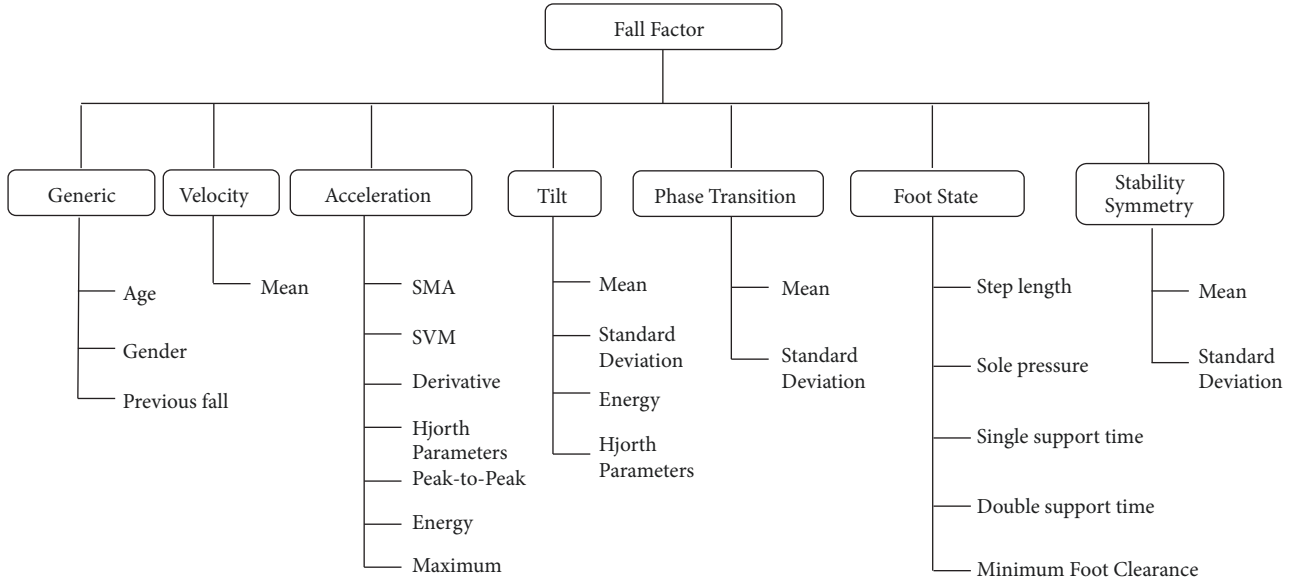 Fall Factor
Generic
Velocity
Acceleration
Tilt
Phase Transition
Foot State
Stability
Symmetry
Age
Gender
Previous fall
Mean
SMA
SVM
Derivative
Hjorth
Parameters
Peak-to-Peak
Energy
Maximum
Mean
Standard
Deviation
Energy
Hjorth
Parameters
Mean
Standard
Deviation
Step length
Sole pressure
Single support time
Double support time
Minimum Foot Clearance
Mean
Standard
Deviation